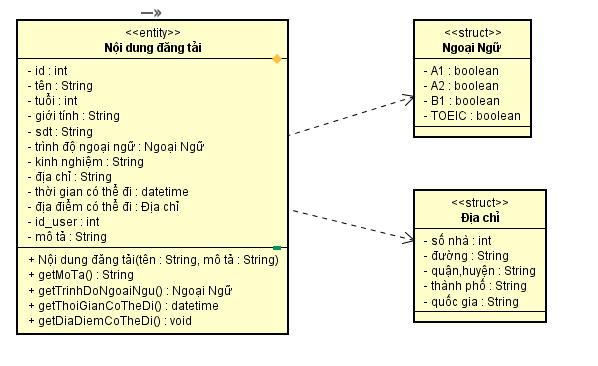 <<entity>>
Nội dung đăng tải
- id : int
- tên : String
- tuổi : int
- giới tính : String
- sdt : String
- trình độ ngoại ngữ : Ngoại Ngữ
- kinh nghiệm : String
- địa chỉ : String
- thời gian có thể đi : datetime
- địa điểm có thể đi : Địa chỉ
- id_user : int
- mô tả : String
+ Nội dung đăng tải(tên : String, mô tả : String)
+ getMoTa() : String
+ getTrinhDoNgoaiNgu() : Ngoại Ngữ
+ getThoiGianCoTheDi() : datetime
+ getDiaDiemCoTheDi() : void
<<struct>>
Ngoại Ngữ
- A1 : boolean
- A2 : boolean
- B1 : boolean
- TOEIC : boolean
<<struct>>
Địa chỉ
- số nhà : int
- đường : String
- quận,huyện : String
- thành phố : String
- quốc gia : String